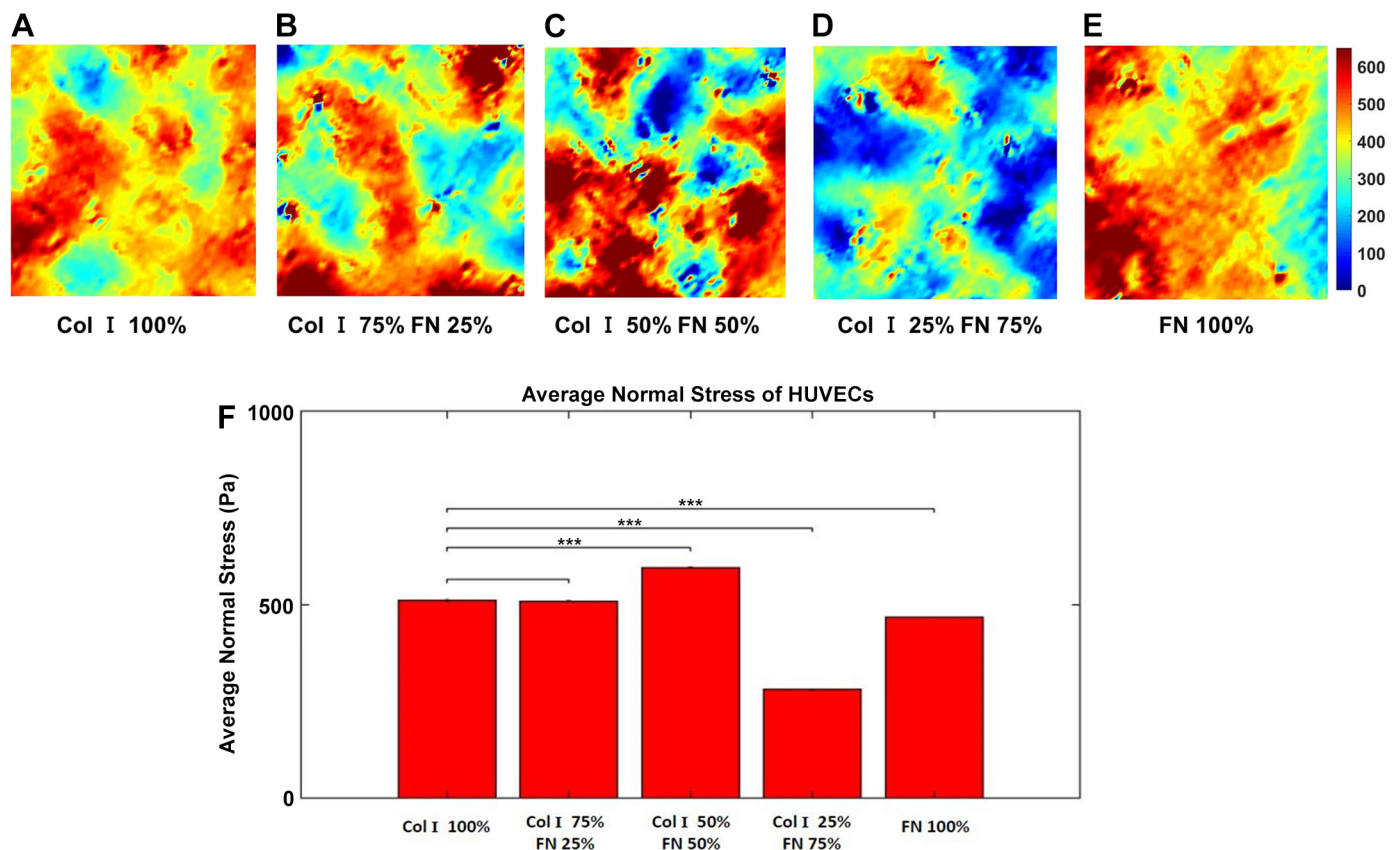 A
B
C
D
E
600
500
400
300
200
100
0
Col I 100%
Col I 75% FN 25%
Col I 50% FN 50%
Col I 25% FN 75%
FN 100%
F
Average Normal Stress of HUVECs
1000
500
0
Average Normal Stress (Pa)
***
***
***
Col I 100%
Col I 75%
FN 25%
Col I 50%
FN 50%
Col I 25%
FN 75%
FN 100%